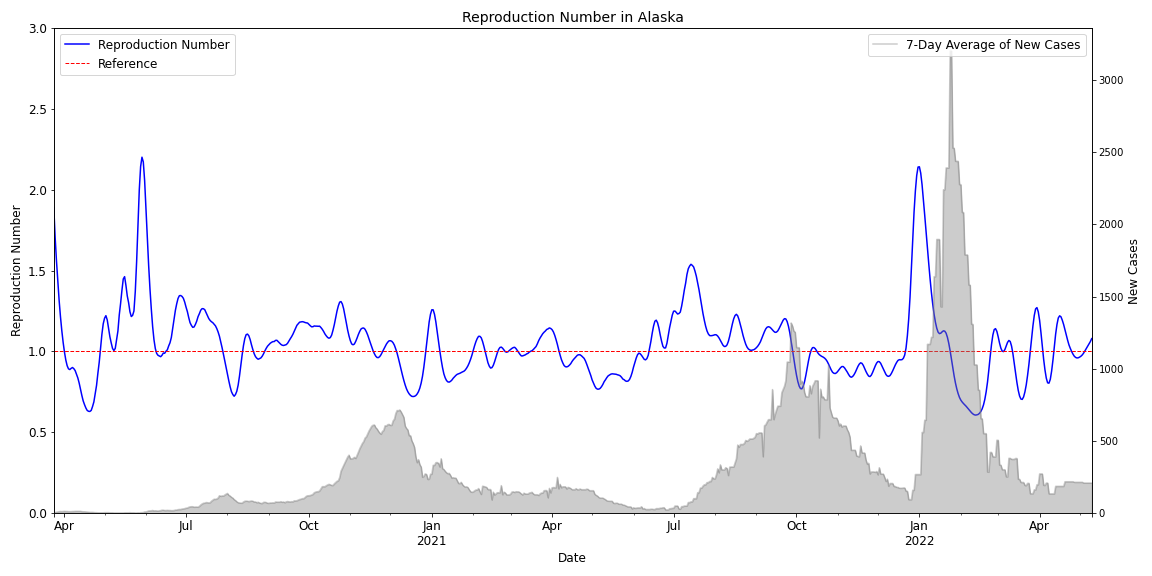 Reproduction Number in Alaska
Reproduction Number
Reference
7-Day Average of New Cases
3.0
2.5
2.0
1.5
1.0
0.5
0.0
Reproduction Number
3000
2500
2000
1500
1000
500
0
New Cases
Apr
Jul
Oct
Jan
2021
Apr
Jul
Oct
Jan
2022
Apr
Date